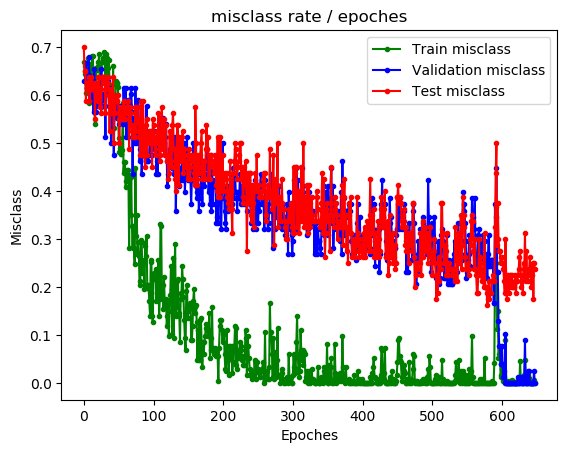 misclass rate / epoches
Train misclass
Validation misclass
Test misclass
0.7
0.6
0.5
0.4
0.3
0.2
0.1
0.0
Misclass
0 100 200 300 400 500 600
Epoches